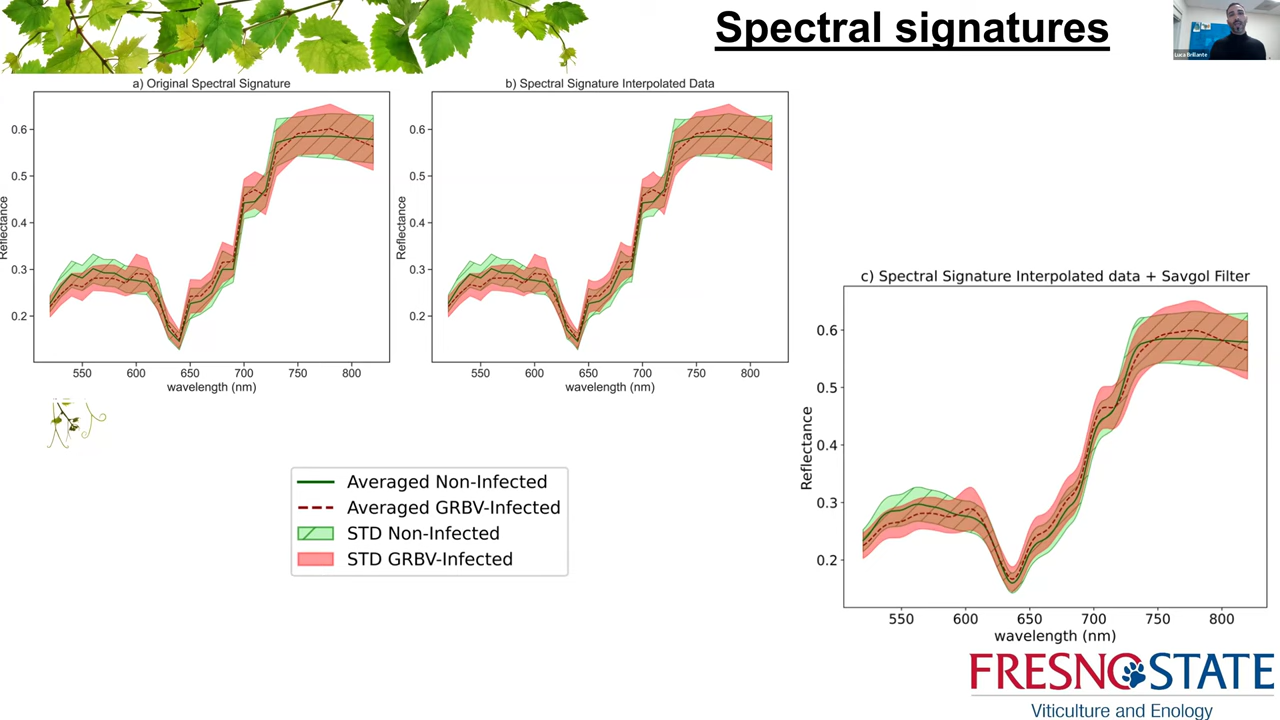 Spectral signatures
Luca Brillante
a) Original Spectral Signature
Reflectance
0.6
0.5
0.4
0.3
0.2
550 600 650 700 750 800
wavelength (nm)
b) Spectral Signature Interpolated Data
Reflectance
0.6
0.5
0.4
0.3
0.2
550 600 650 700 750 800
wavelength (nm)
c) Spectral Signature Interpolated data + Savgol Filter
Reflectance
0.6
0.5
0.4
0.3
0.2
550 600 650 700 750 800
wavelength (nm)
Averaged Non-Infected
Averaged GRBV-Infected
STD Non-Infected
STD GRBV-Infected
FRESNO STATE
Viticulture and Enology